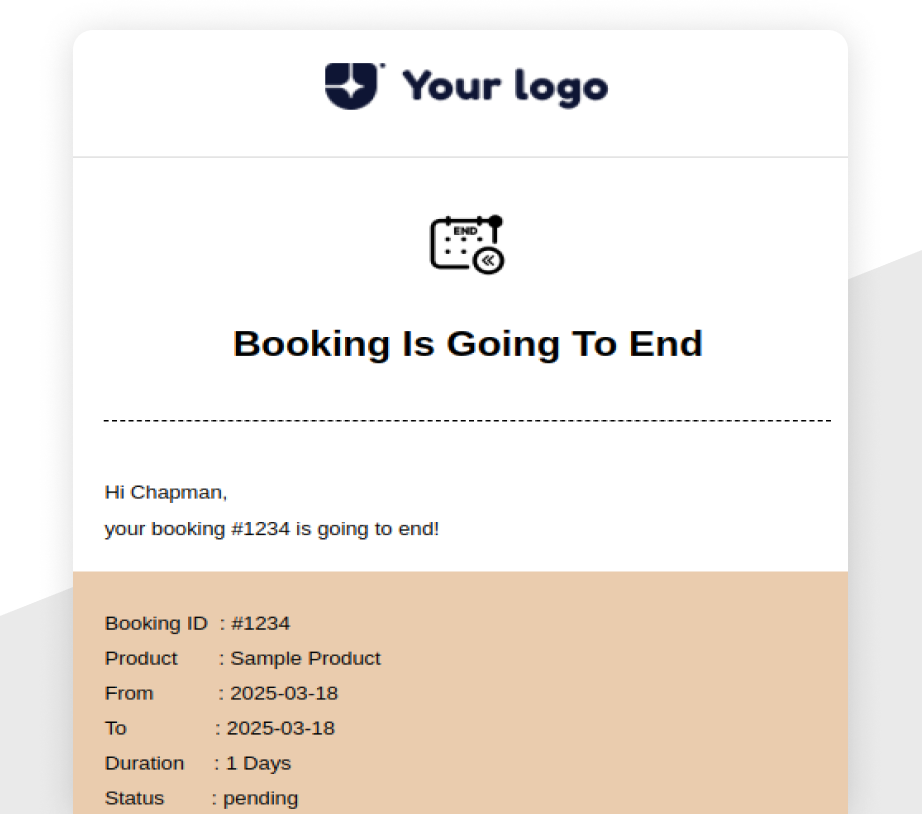 Your logo
END
Booking Is Going To End
Hi Chapman,
your booking #1234 is going to end!
Booking ID : #1234
Product : Sample Product
From : 2025-03-18
To : 2025-03-18
Duration : 1 Days
Status : pending